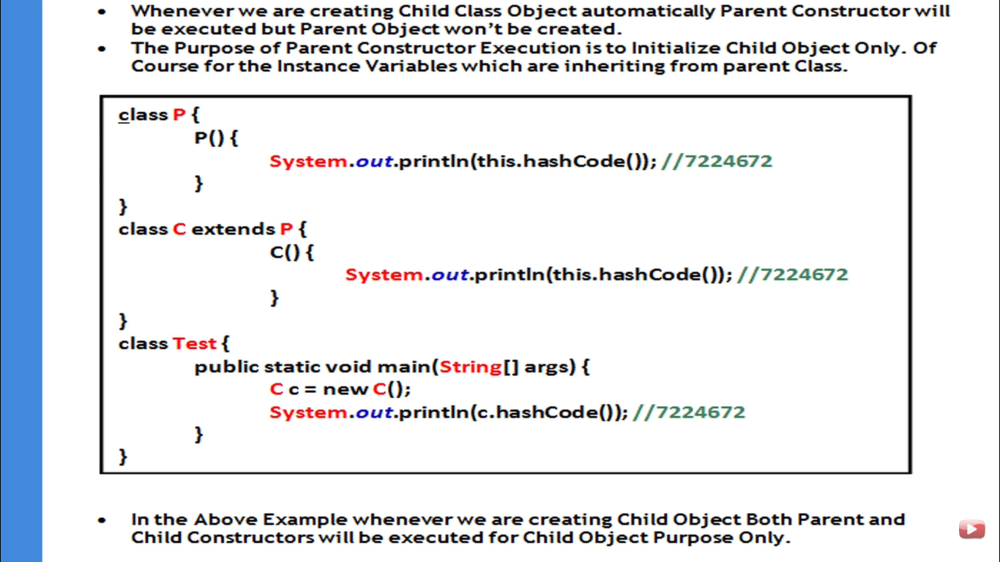 • Whenever we are creating Child Class Object automatically Parent Constructor will
be executed but Parent Object won't be created.
• The Purpose of Parent Constructor Execution is to Initialize Child Object Only. Of
Course for the Instance Variables which are inheriting from parent Class.
class P {
P() {
System.out.println(this.hashCode()); //7224672
}
}
class C extends P {
C() {
System.out.println(this.hashCode()); //7224672
}
}
class Test {
public static void main(String[] args) {
C c = new C();
System.out.println(c.hashCode()); //7224672
}
}
• In the Above Example whenever we are creating Child Object Both Parent and
Child Constructors will be executed for Child Object Purpose Only.